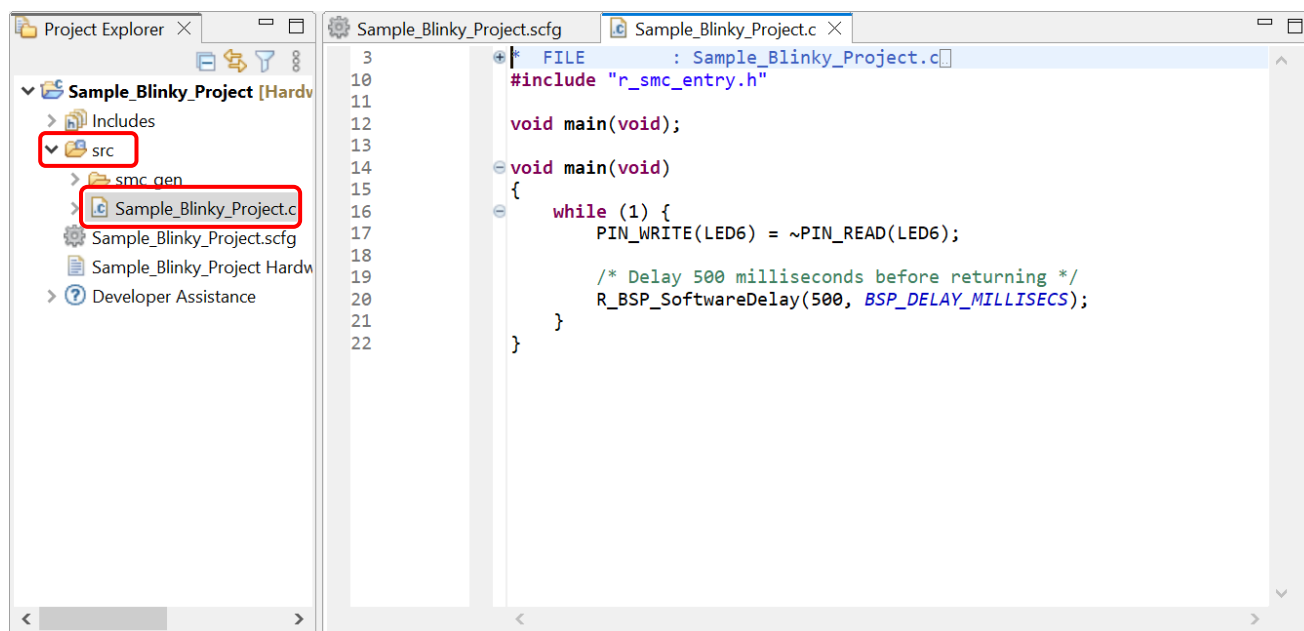 Project Explorer
Sample_Blinky_Project [Hardw
Includes
src
smc_gen
Sample_Blinky_Project.c
Sample_Blinky_Project.scfg
Sample_Blinky_Project Hardw
Developer Assistance
Sample_Blinky_Project.scfg
Sample_Blinky_Project.c
3 * FILE : Sample_Blinky_Project.c
10 #include "r_smc_entry.h"
11
12 void main(void);
13
14 void main(void)
15 {
16 while (1) {
17 PIN_WRITE(LED6) = ~PIN_READ(LED6);
18
19 /* Delay 500 milliseconds before returning */
20 R_BSP_SoftwareDelay(500, BSP_DELAY_MILLISECS);
21 }
22 }